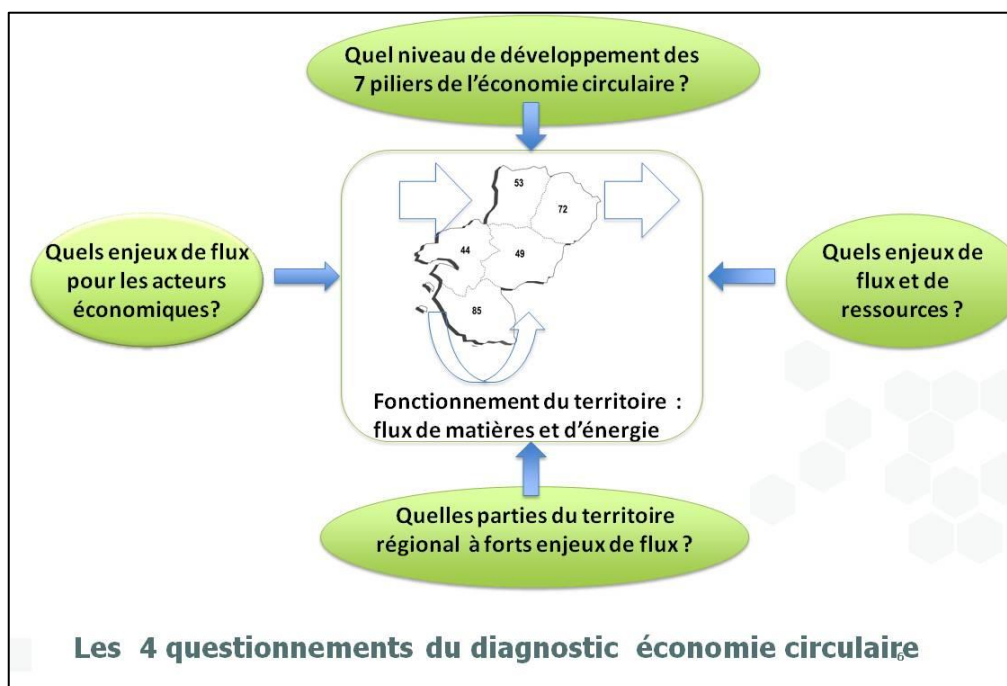 Quel niveau de développement des
7 piliers de l'économie circulaire ?
53
72
44
49
85
Quels enjeux de flux
pour les acteurs
économiques?
Quels enjeux de
flux et de
ressources ?
Fonctionnement du territoire :
flux de matières et d'énergie
Quelles parties du territoire
régional à forts enjeux de flux ?
Les 4 questionnements du diagnostic économie circulaire
6